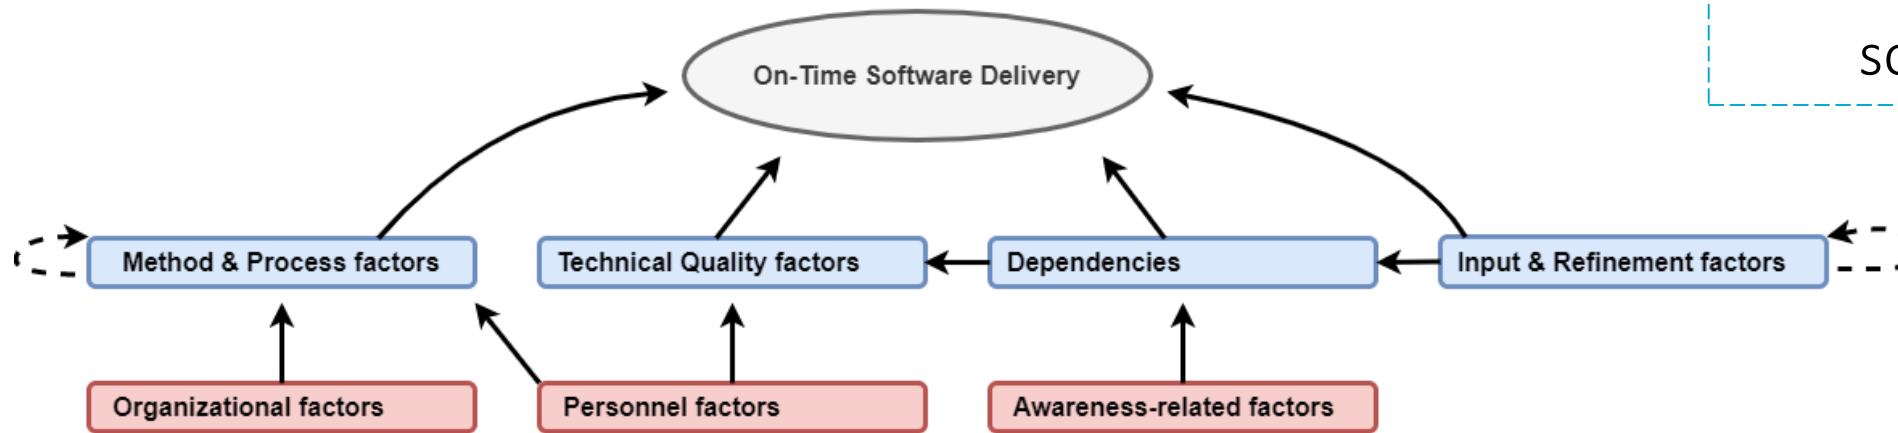 On-Time Software Delivery
Method & Process factors
Technical Quality factors
Dependencies
Input & Refinement factors
Organizational factors
Personnel factors
Awareness-related factors